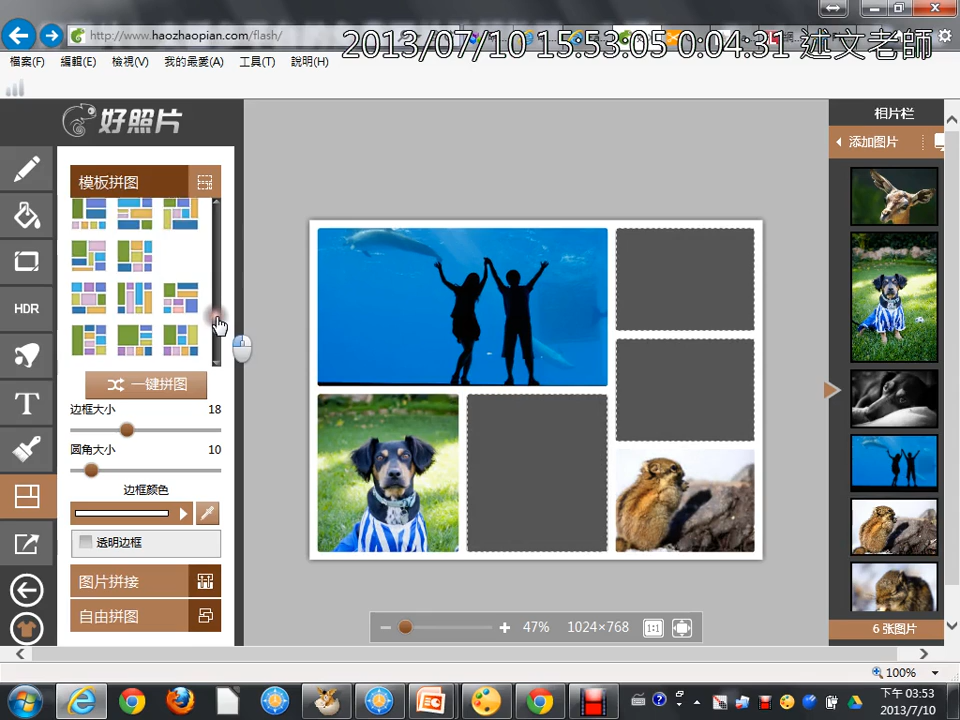 http://www.haozhaopian.com/flash/
2013/07/10 15:53:05 0:04:31 述文老師
檔案(F) 編輯(E) 檢視(V) 我的最愛(A) 工具(T) 說明(H)
好照片
相片栏
添加图片
模板拼图
HDR
一键拼图
边框大小 18
圆角大小 10
边框颜色
透明边框
图片拼接
自由拼图
47% 1024×768 1:1
6 张图片
100%
下午 03:53
2013/7/10